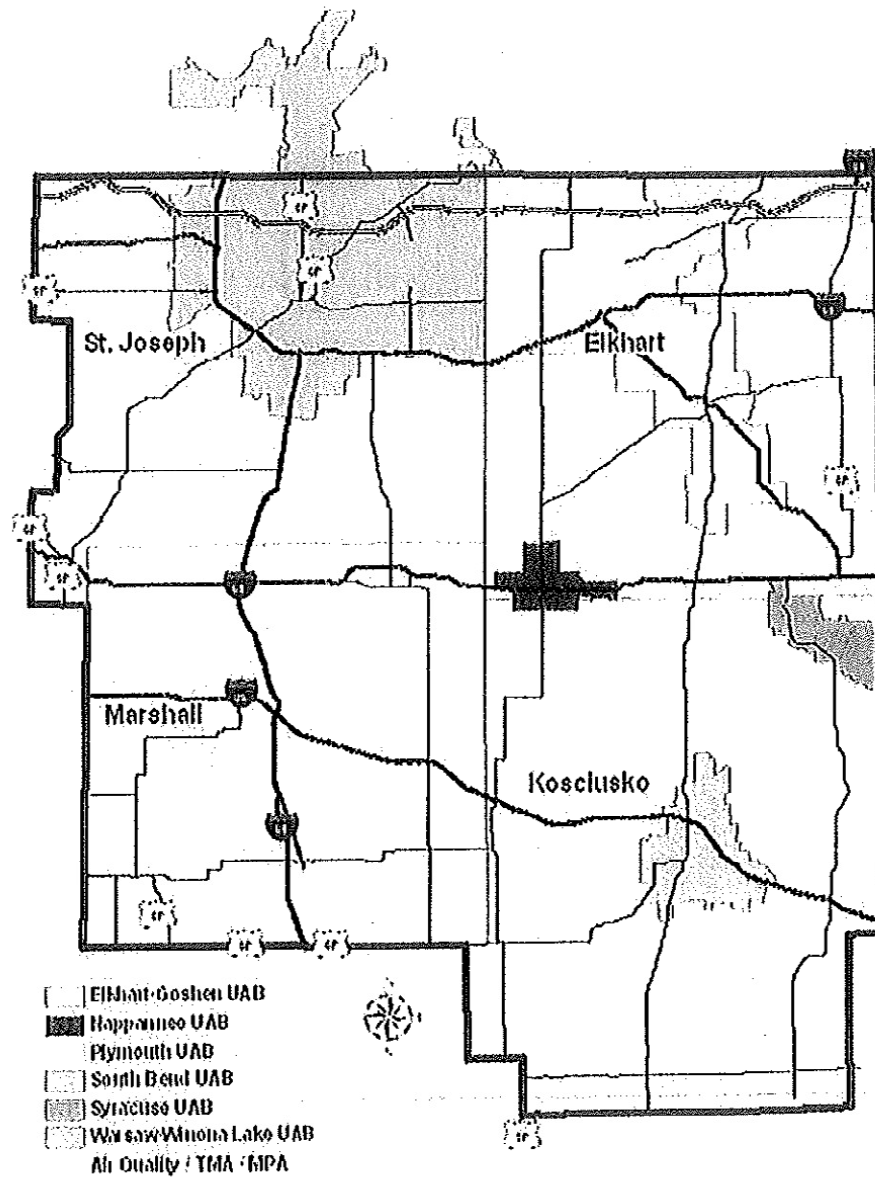 St. Joseph
Elkhart
Marshall
Kosciusko
Elkhart-Goshen UAB
Nappanee UAB
Plymouth UAB
South Bend UAB
Syracuse UAB
Warsaw-Winona Lake UAB
Air Quality / TMA / MPA